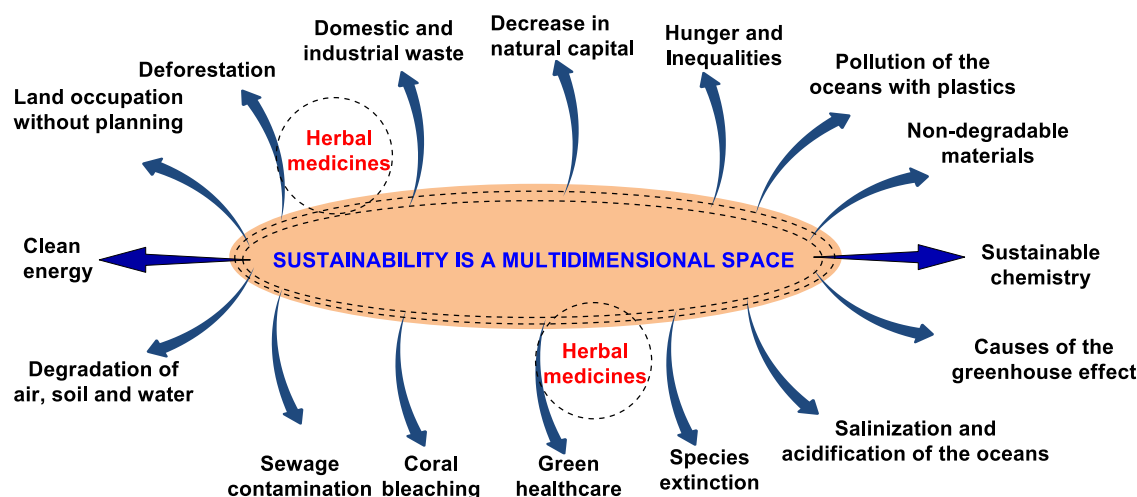 Domestic and
industrial waste
Decrease in
natural capital
Hunger and
Inequalities
Deforestation
Pollution of the
oceans with plastics
Land occupation
without planning
Herbal
medicines
Non-degradable
materials
Clean
energy
SUSTAINABILITY IS A MULTIDIMENSIONAL SPACE
Sustainable
chemistry
Degradation of
air, soil and water
Herbal
medicines
Causes of the
greenhouse effect
Sewage
contamination
Coral
bleaching
Green
healthcare
Species
extinction
Salinization and
acidification of the oceans